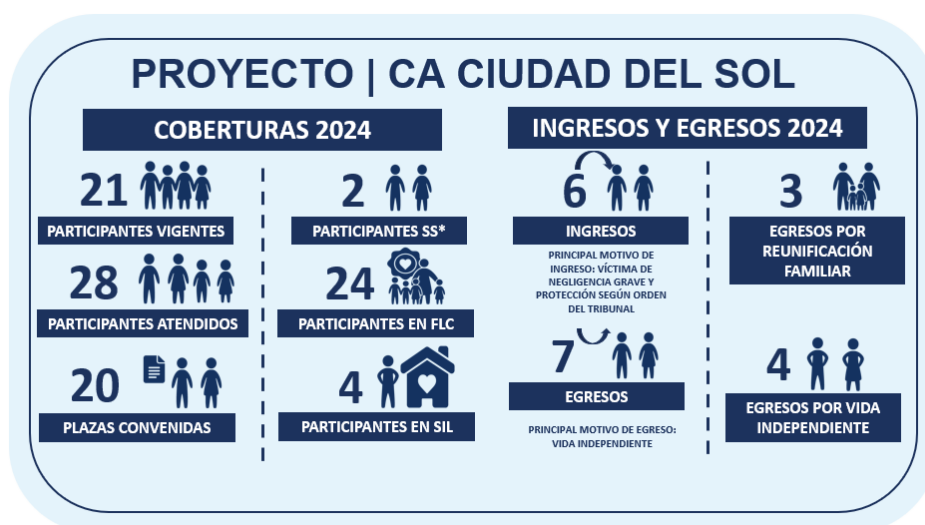 PROYECTO | CA CIUDAD DEL SOL
COBERTURAS 2024
21
PARTICIPANTES VIGENTES
28
PARTICIPANTES ATENDIDOS
20
PLAZAS CONVENIDAS
2
PARTICIPANTES SS*
24
PARTICIPANTES EN FLC
4
PARTICIPANTES EN SIL
INGRESOS Y EGRESOS 2024
6
INGRESOS
PRINCIPAL MOTIVO DE
INGRESO: VÍCTIMA DE
NEGLIGENCIA GRAVE Y
PROTECCIÓN SEGÚN ORDEN
DEL TRIBUNAL
7
EGRESOS
PRINCIPAL MOTIVO DE EGRESO:
VIDA INDEPENDIENTE
3
EGRESOS POR
REUNIFICACIÓN
FAMILIAR
4
EGRESOS POR VIDA
INDEPENDIENTE